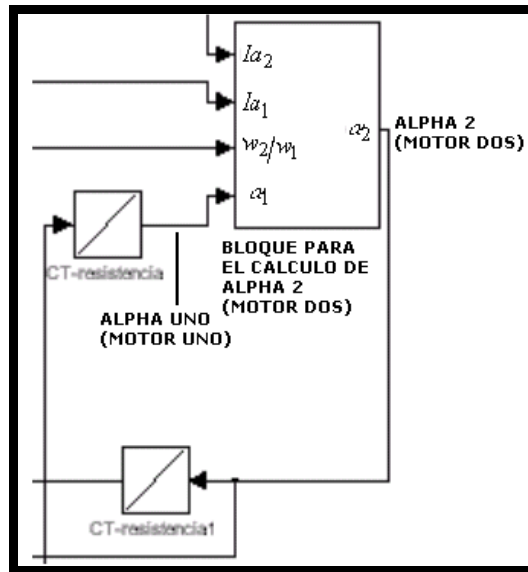 Ia2
Ia1
w2/w1
α1
α2
ALPHA 2
(MOTOR DOS)
CT-resistencia
BLOQUE PARA
EL CALCULO DE
ALPHA 2
(MOTOR DOS)
ALPHA UNO
(MOTOR UNO)
CT-resistencia1